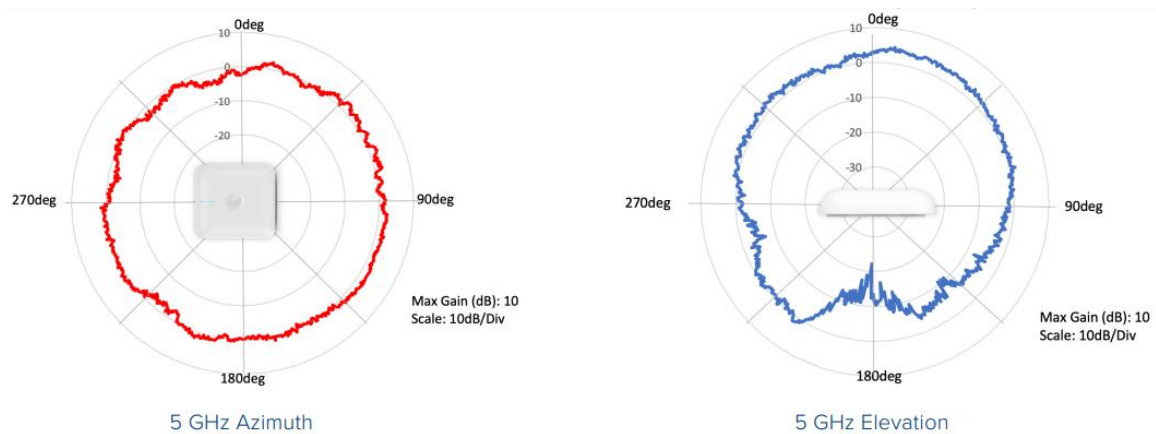 0deg
10
0
-10
-20
270deg
90deg
Max Gain (dB): 10
Scale: 10dB/Div
180deg
5 GHz Azimuth
0deg
10
0
-10
-20
-30
270deg
90deg
Max Gain (dB): 10
Scale: 10dB/Div
180deg
5 GHz Elevation